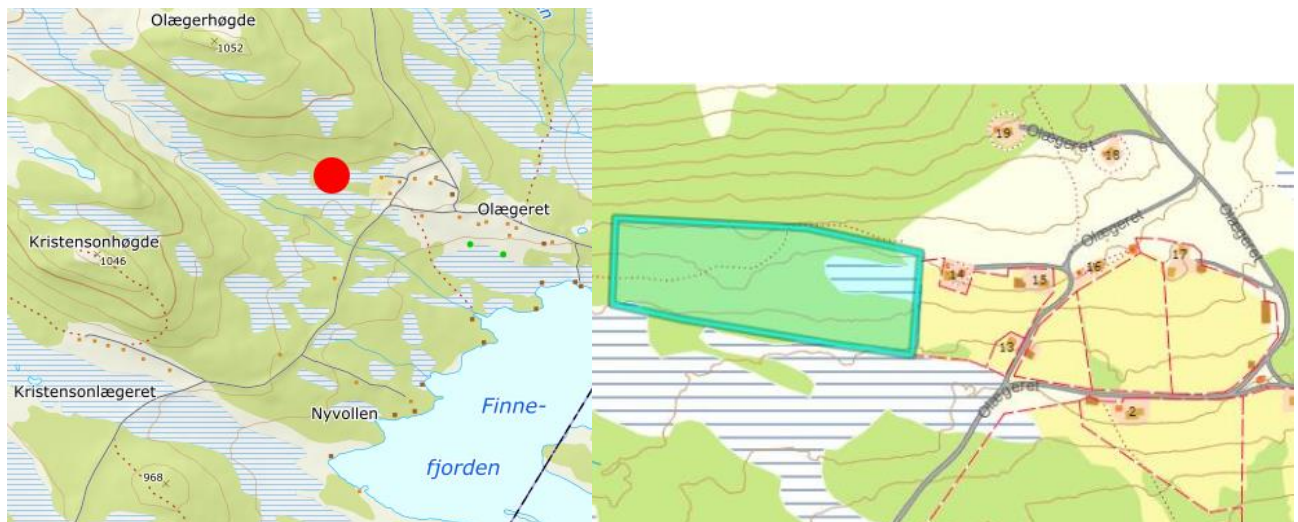 Olægerhøgde
1052
Olægeret
Kristensonhøgde
1046
Kristensonlægeret
Nyvollen
Finne-
fjorden
968
19
Olægeret
18
Olægeret
Olægeret
14
15
16
17
13
Olægeret
2